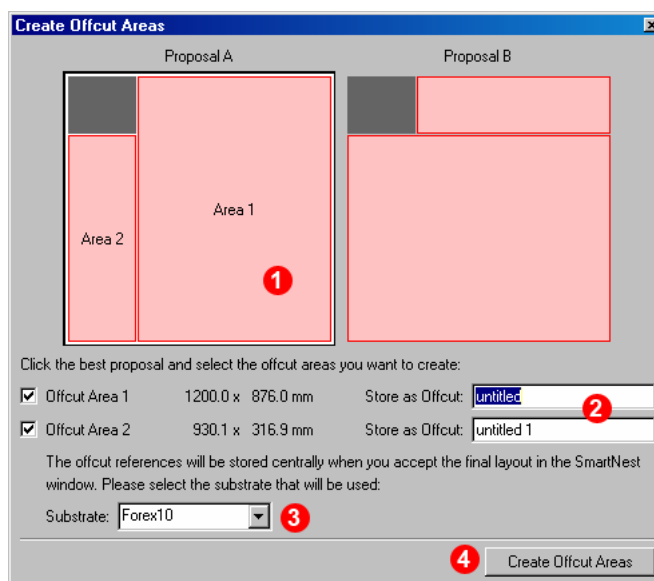 Create Offcut Areas
Proposal A
Proposal B
Area 1
Area 2
1
Click the best proposal and select the offcut areas you want to create:
Offcut Area 1 1200.0 x 876.0 mm Store as Offcut: untitled
2
Offcut Area 2 930.1 x 316.9 mm Store as Offcut: untitled 1
The offcut references will be stored centrally when you accept the final layout in the SmartNest
window. Please select the substrate that will be used:
Substrate: Forex10 3
4 Create Offcut Areas